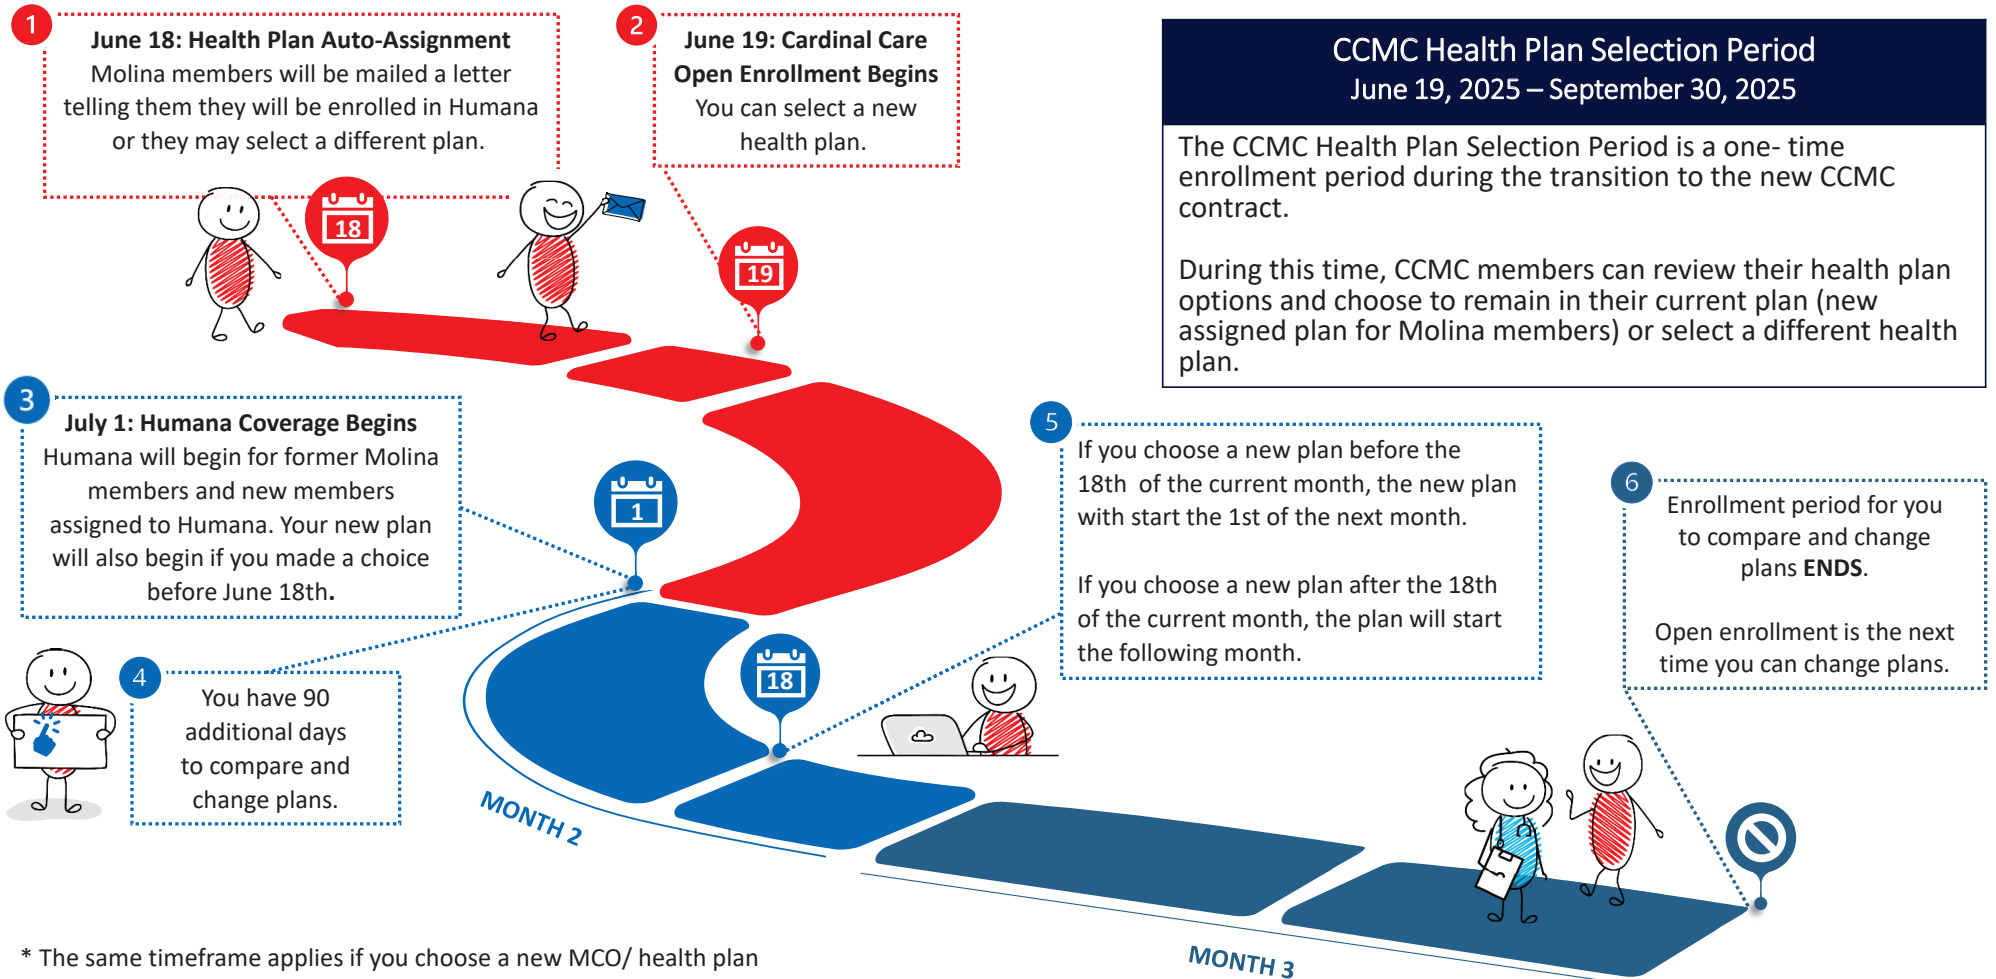 1
June 18: Health Plan Auto-Assignment
Molina members will be mailed a letter
telling them they will be enrolled in Humana
or they may select a different plan.
2
June 19: Cardinal Care
Open Enrollment Begins
You can select a new
health plan.
CCMC Health Plan Selection Period
June 19, 2025 – September 30, 2025
The CCMC Health Plan Selection Period is a one- time
enrollment period during the transition to the new CCMC
contract.
During this time, CCMC members can review their health plan
options and choose to remain in their current plan (new
assigned plan for Molina members) or select a different health
plan.
18
19
3
July 1: Humana Coverage Begins
Humana will begin for former Molina
members and new members
assigned to Humana. Your new plan
will also begin if you made a choice
before June 18th.
1
4
You have 90
additional days
to compare and
change plans.
18
5
If you choose a new plan before the
18th of the current month, the new plan
with start the 1st of the next month.
If you choose a new plan after the 18th
of the current month, the plan will start
the following month.
6
Enrollment period for you
to compare and change
plans ENDS.
Open enrollment is the next
time you can change plans.
MONTH 2
MONTH 3
* The same timeframe applies if you choose a new MCO/ health plan